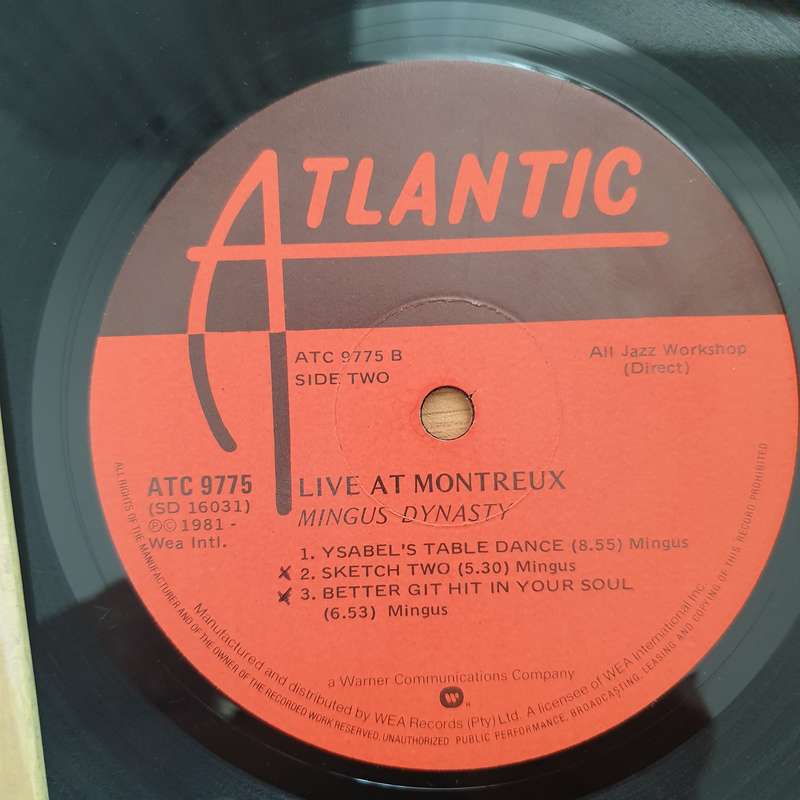 ATLANTIC
ATC 9775 B
SIDE TWO
All Jazz Workshop
(Direct)
ATC 9775
(SD 16031)
Ⓟ©1981 -
Wea Intl.
LIVE AT MONTREUX
MINGUS DYNASTY
1. YSABEL'S TABLE DANCE (8.55) Mingus
x 2. SKETCH TWO (5.30) Mingus
x 3. BETTER GIT HIT IN YOUR SOUL
(6.53) Mingus
a Warner Communications Company
Manufactured and distributed by WEA Records (Pty) Ltd. A licensee of WEA International Inc.
ALL RIGHTS OF THE MANUFACTURER AND OF THE OWNER OF THE RECORDED WORK RESERVED. UNAUTHORIZED PUBLIC PERFORMANCE, BROADCASTING, LEASING AND COPYING OF THIS RECORD PROHIBITED